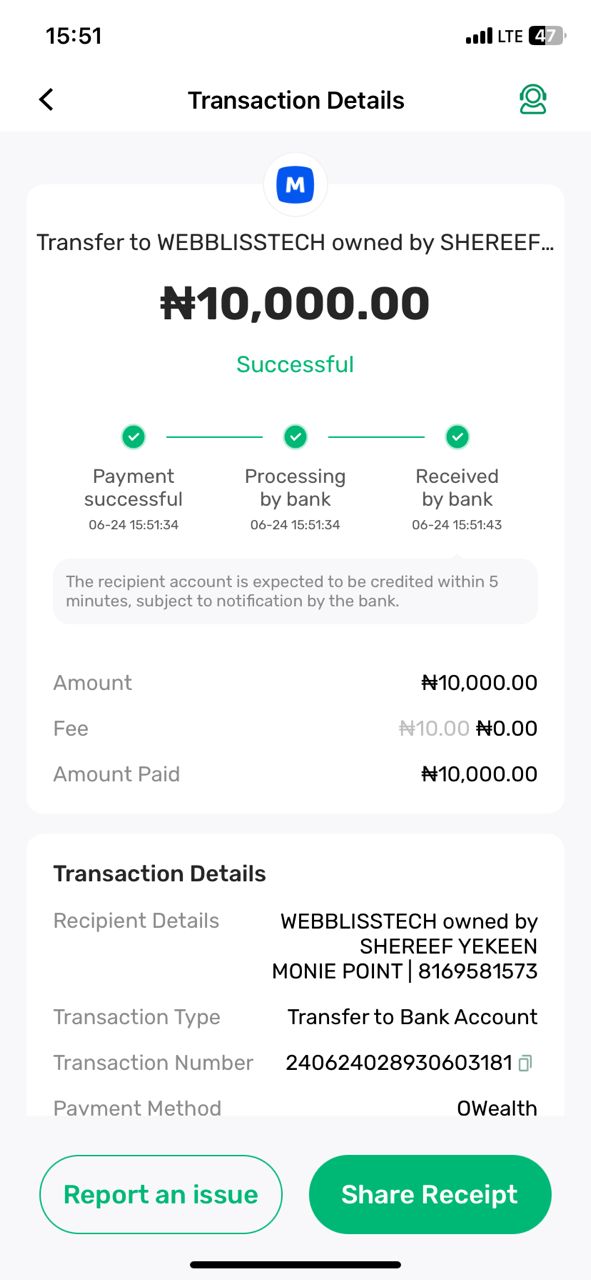 15:51
LTE 47
Transaction Details
M
Transfer to WEBBLISSTECH owned by SHEREEF...
₦10,000.00
Successful
Payment successful
06-24 15:51:34
Processing by bank
06-24 15:51:34
Received by bank
06-24 15:51:43
The recipient account is expected to be credited within 5
minutes, subject to notification by the bank.
Amount ₦10,000.00
Fee ₦10.00 ₦0.00
Amount Paid ₦10,000.00
Transaction Details
Recipient Details WEBBLISSTECH owned by
SHEREEF YEKEEN
MONIE POINT | 8169581573
Transaction Type Transfer to Bank Account
Transaction Number 240624028930603181
Payment Method OWealth
Report an issue Share Receipt